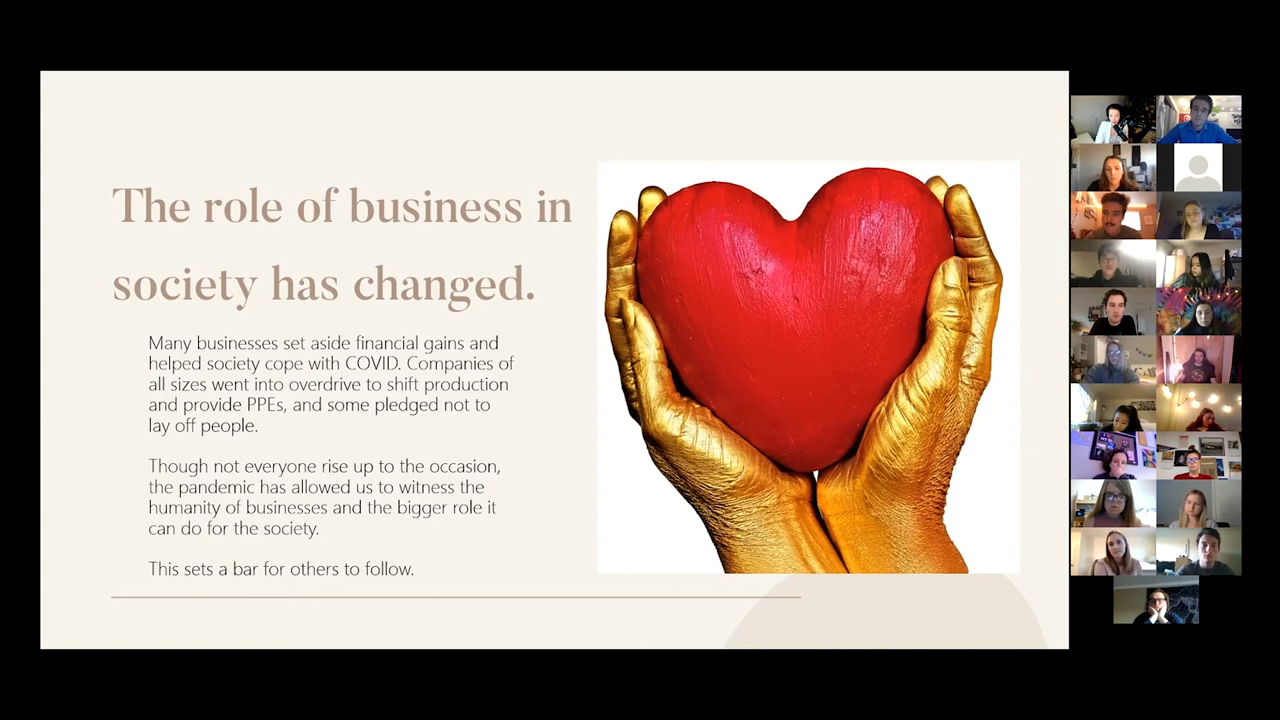 The role of business in
society has changed.
Many businesses set aside financial gains and
helped society cope with COVID. Companies of
all sizes went into overdrive to shift production
and provide PPEs, and some pledged not to
lay off people.
Though not everyone rise up to the occasion,
the pandemic has allowed us to witness the
humanity of businesses and the bigger role it
can do for the society.
This sets a bar for others to follow.